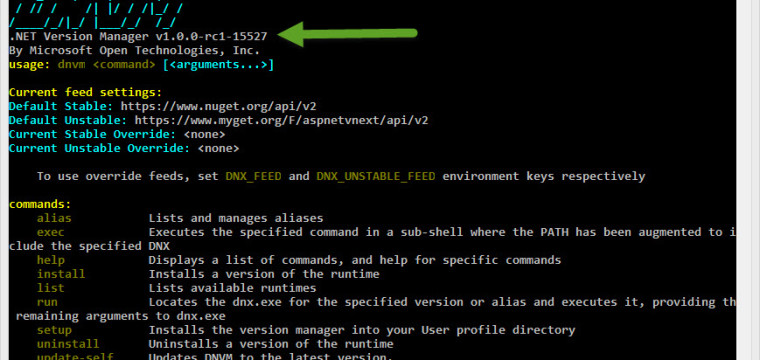 .NET Version Manager v1.0.0-rc1-15527
By Microsoft Open Technologies, Inc.
usage: dnvm <command> [<arguments...>]
Current feed settings:
Default Stable: https://www.nuget.org/api/v2
Default Unstable: https://www.myget.org/F/aspnetvnext/api/v2
Current Stable Override: <none>
Current Unstable Override: <none>
To use override feeds, set DNX_FEED and DNX_UNSTABLE_FEED environment keys respectively
commands:
alias Lists and manages aliases
exec Executes the specified command in a sub-shell where the PATH has been augmented to i
clude the specified DNX
help Displays a list of commands, and help for specific commands
install Installs a version of the runtime
list Lists available runtimes
run Locates the dnx.exe for the specified version or alias and executes it, providing th
remaining arguments to dnx.exe
setup Installs the version manager into your User profile directory
uninstall Uninstalls a version of the runtime
update-self Updates DNVM to the latest version.